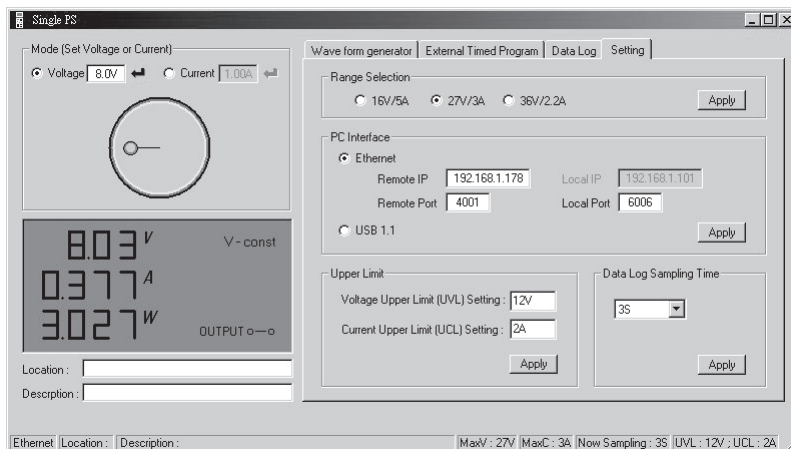 Single PS
Mode (Set Voltage or Current)
Voltage 8.0V Current 1.00A
8.03 V V-const
0.377 A
3.027 W OUTPUT
Location :
Descrption :
Wave form generator External Timed Program Data Log Setting
Range Selection
16V/5A 27V/3A 36V/2.2A Apply
PC Interface
Ethernet
Remote IP 192.168.1.178 Local IP 192.168.1.101
Remote Port 4001 Local Port 6006
USB 1.1 Apply
Upper Limit
Voltage Upper Limit (UVL) Setting : 12V
Current Upper Limit (UCL) Setting : 2A
Apply
Data Log Sampling Time
3S
Apply
Ethernet Location : Description : MaxV : 27V MaxC : 3A Now Sampling : 3S UVL : 12V ; UCL : 2A